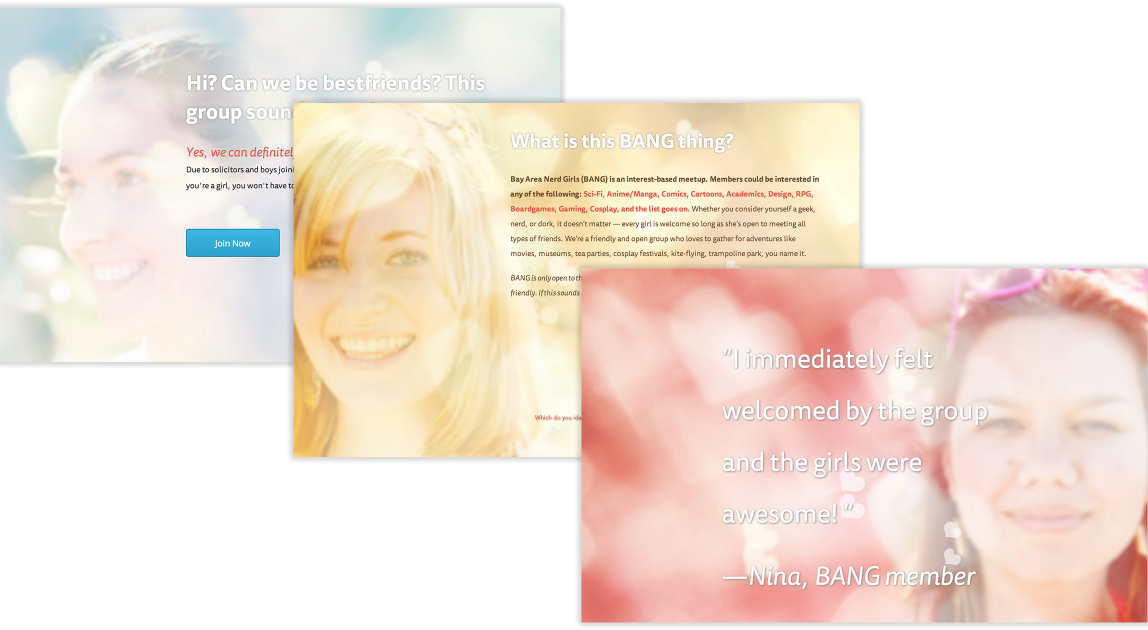 Hi? Can we be bestfriends? This
group soun
Yes, we can definitel
Due to solicitors and boys joini
you're a girl, you won't have to
Join Now
What is this BANG thing?
Bay Area Nerd Girls (BANG) is an interest-based meetup. Members could be interested in
any of the following: Sci-Fi, Anime/Manga, Comics, Cartoons, Academics, Design, RPG,
Boardgames, Gaming, Cosplay, and the list goes on. Whether you consider yourself a geek,
nerd, or dork, it doesn't matter — every girl is welcome so long as she's open to meeting all
types of friends. We're a friendly and open group who loves to gather for adventures like
movies, museums, tea parties, cosplay festivals, kite-flying, trampoline park, you name it.
BANG is only open to th
friendly. If this sounds
Which do you ide
“I immediately felt
welcomed by the group
and the girls were
awesome! ”
—Nina, BANG member